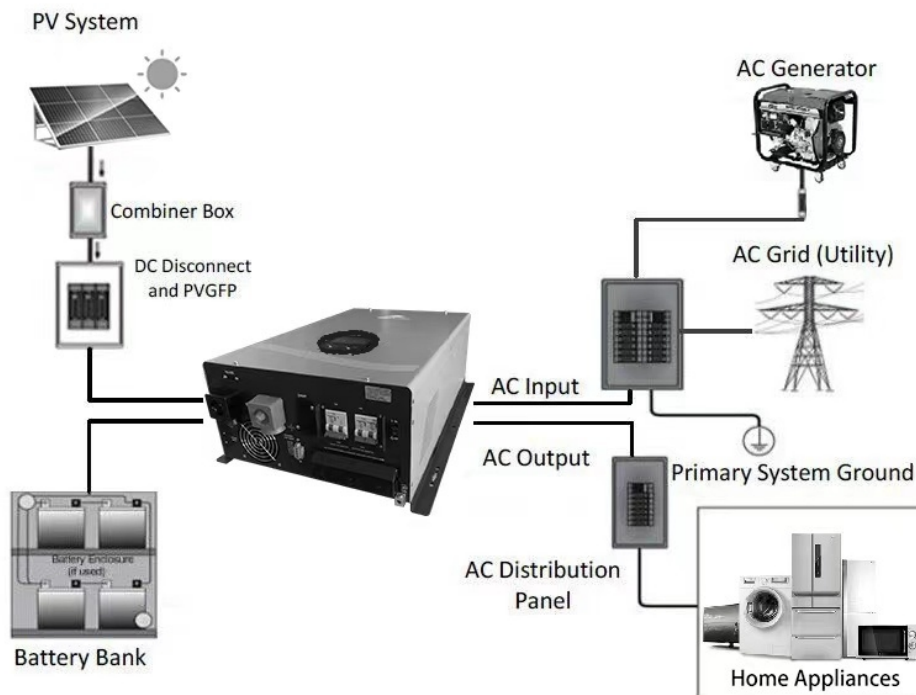 PV System
Combiner Box
DC Disconnect
and PVGFP
Battery Enclosure
(if used)
Battery Bank
AC Input
AC Output
AC Generator
AC Grid (Utility)
Primary System Ground
AC Distribution
Panel
Home Appliances